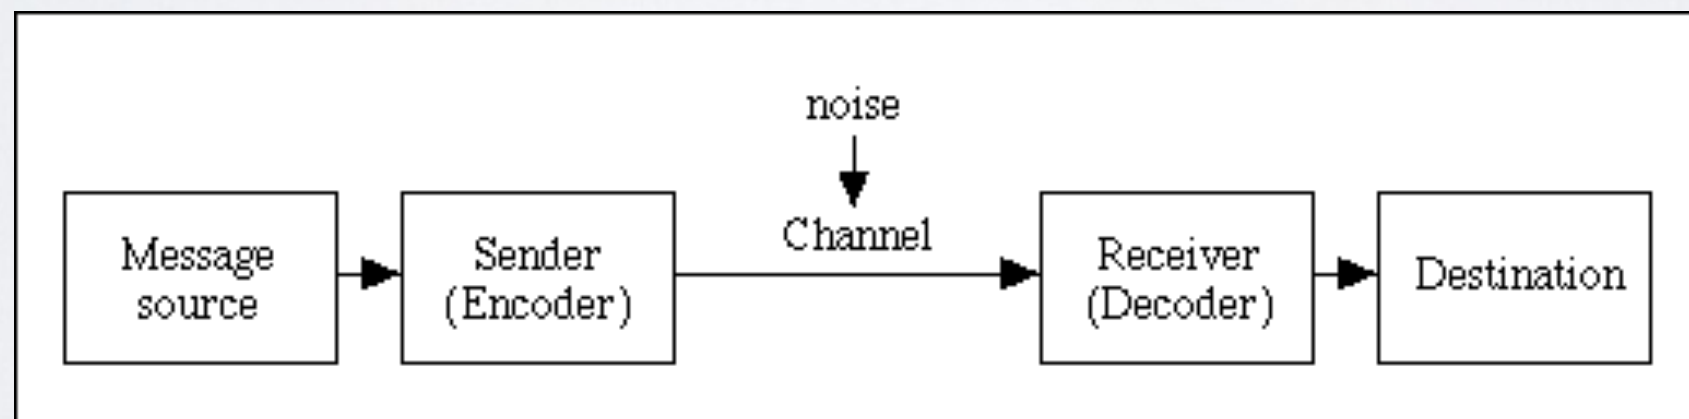 noise
Channel
Message
source
Sender
(Encoder)
Receiver
(Decoder)
Destination